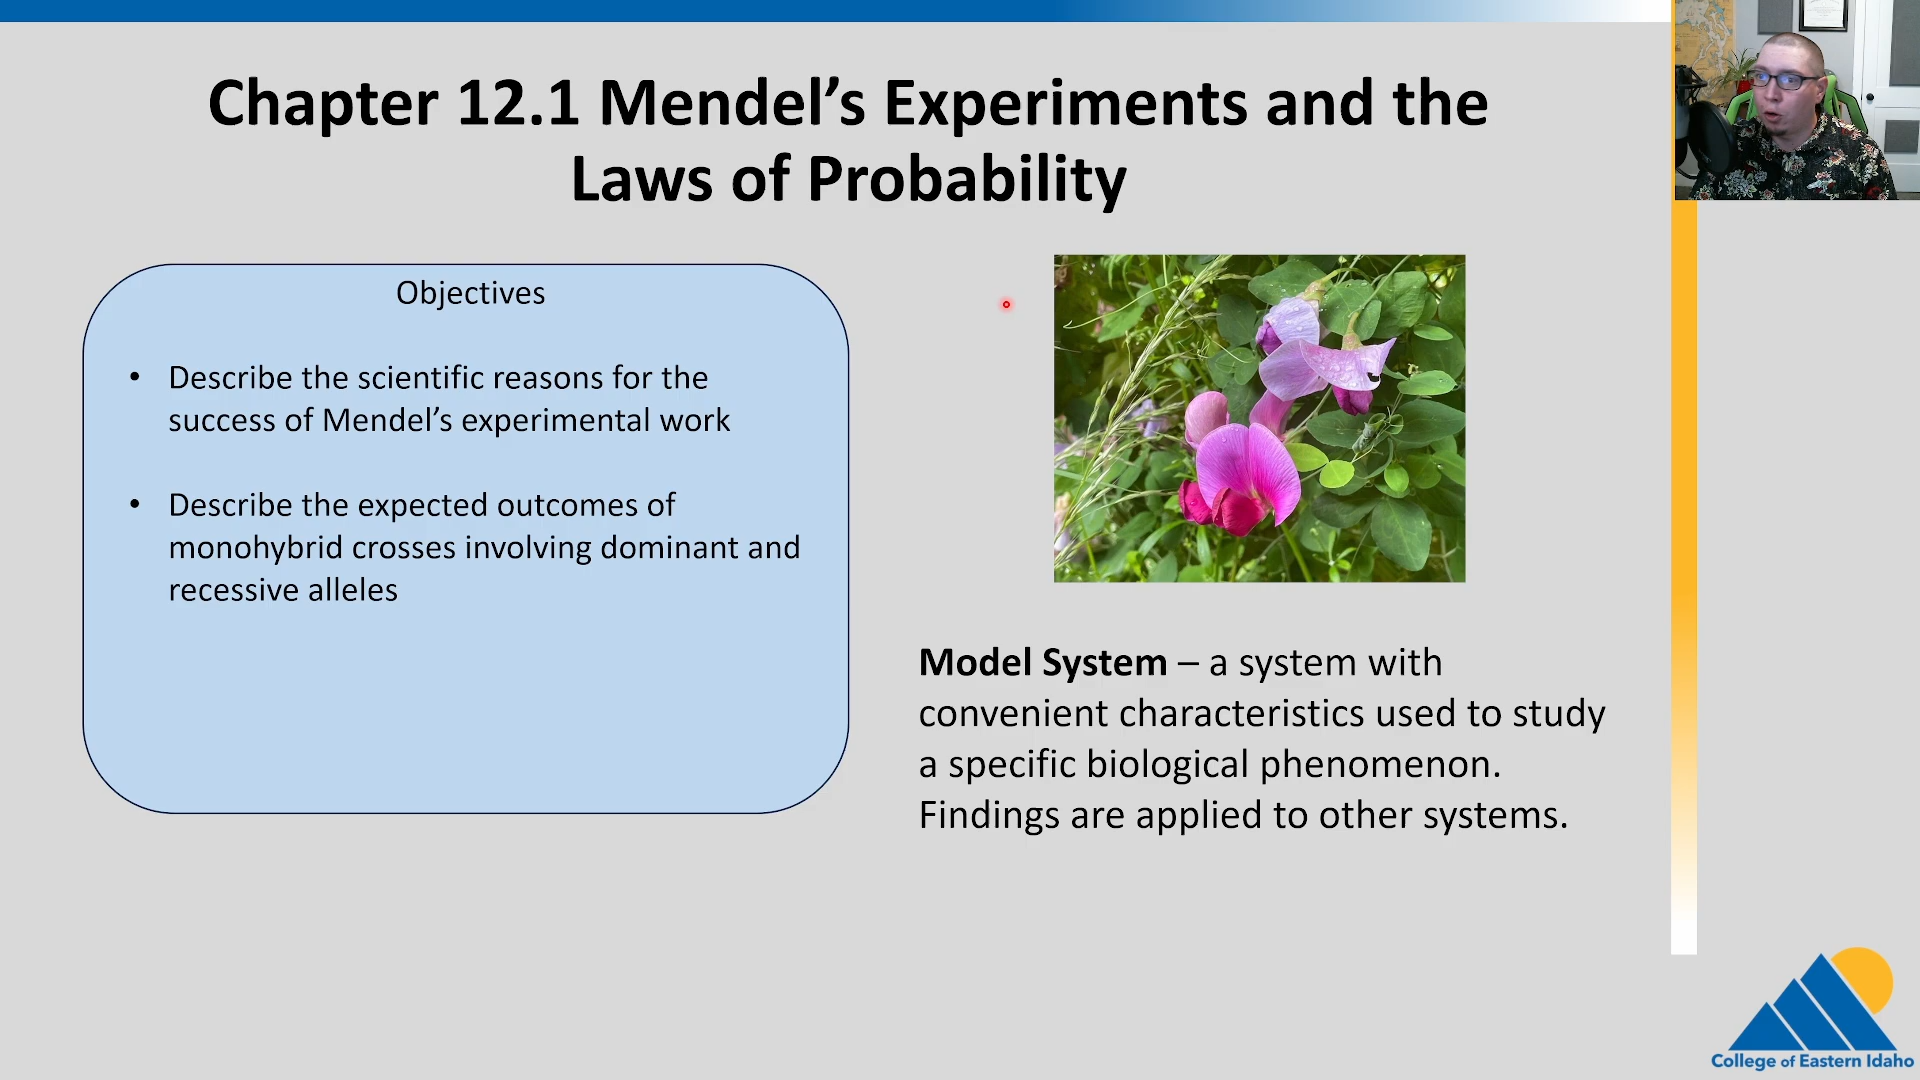 Chapter 12.1 Mendel’s Experiments and the
Laws of Probability
Objectives
• Describe the scientific reasons for the
success of Mendel’s experimental work
• Describe the expected outcomes of
monohybrid crosses involving dominant and
recessive alleles
Model System – a system with
convenient characteristics used to study
a specific biological phenomenon.
Findings are applied to other systems.
College of Eastern Idaho